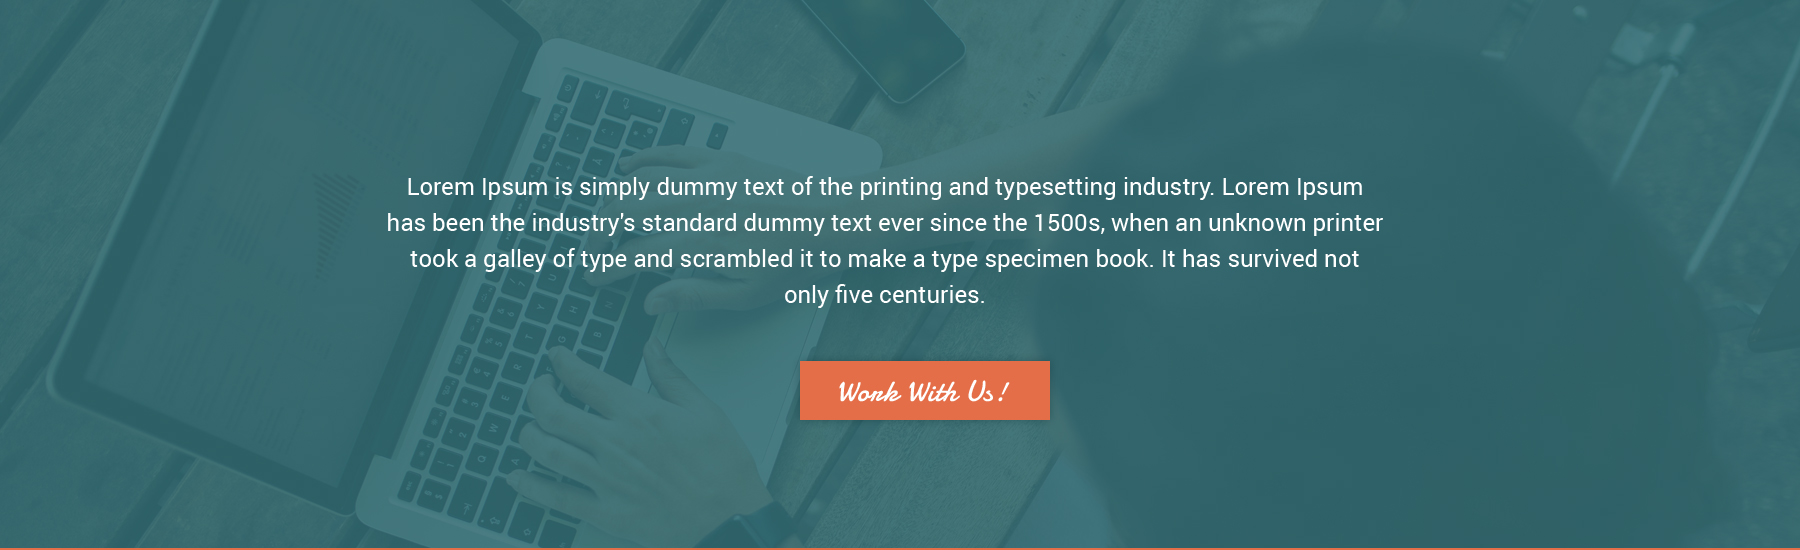 Lorem Ipsum is simply dummy text of the printing and typesetting industry. Lorem Ipsum
has been the industry's standard dummy text ever since the 1500s, when an unknown printer
took a galley of type and scrambled it to make a type specimen book. It has survived not
only five centuries.
Work With Us!